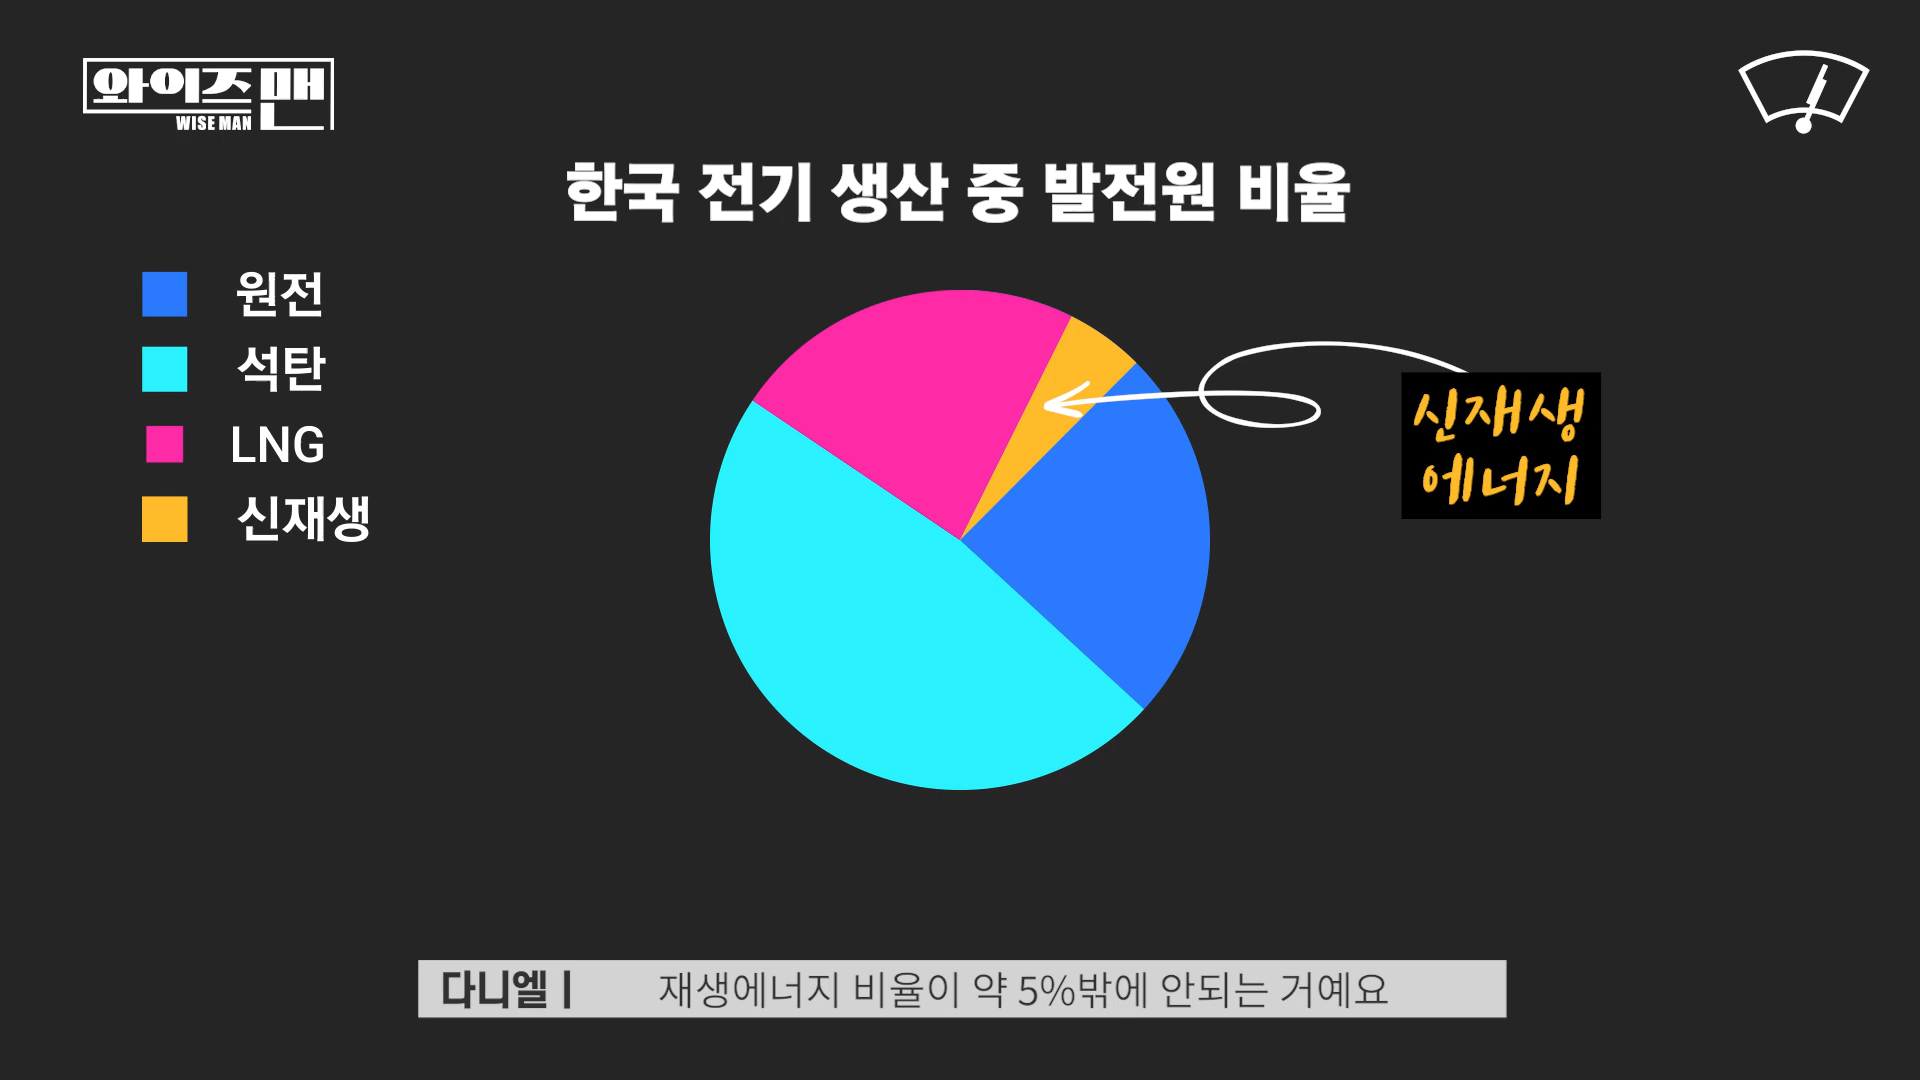 와이즈맨
WISE MAN
한국 전기 생산 중 발전원 비율
원전
석탄
LNG
신재생
신재생
에너지
다니엘 | 재생에너지 비율이 약 5%밖에 안되는 거예요